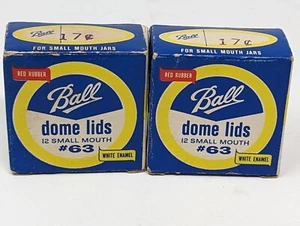 Ball 17¢
FOR SMALL MOUTH JARS
RED RUBBER
Ball
dome lids
12 SMALL MOUTH
#63
WHITE ENAMEL
Ball 17¢
FOR SMALL MOUTH JARS
RED RUBBER
Ball
dome lids
12 SMALL MOUTH
#63
WHITE ENAMEL